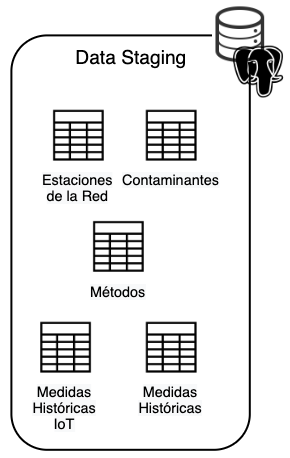 Data Staging
Estaciones
de la Red
Contaminantes
Métodos
Medidas
Históricas
IoT
Medidas
Históricas